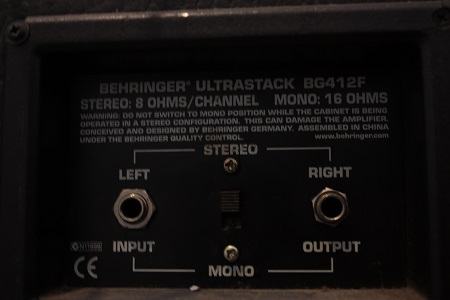 BEHRINGER® ULTRASTACK BG412F
STEREO: 8 OHMS/CHANNEL MONO: 16 OHMS
WARNING: DO NOT SWITCH TO MONO POSITION WHILE THE CABINET IS BEING
OPERATED IN A STEREO CONFIGURATION. THIS CAN DAMAGE THE AMPLIFIER.
CONCEIVED AND DESIGNED BY BEHRINGER GERMANY. ASSEMBLED IN CHINA
UNDER THE BEHRINGER QUALITY CONTROL. www.behringer.com
STEREO
LEFT RIGHT
INPUT OUTPUT
MONO
N11699
CE